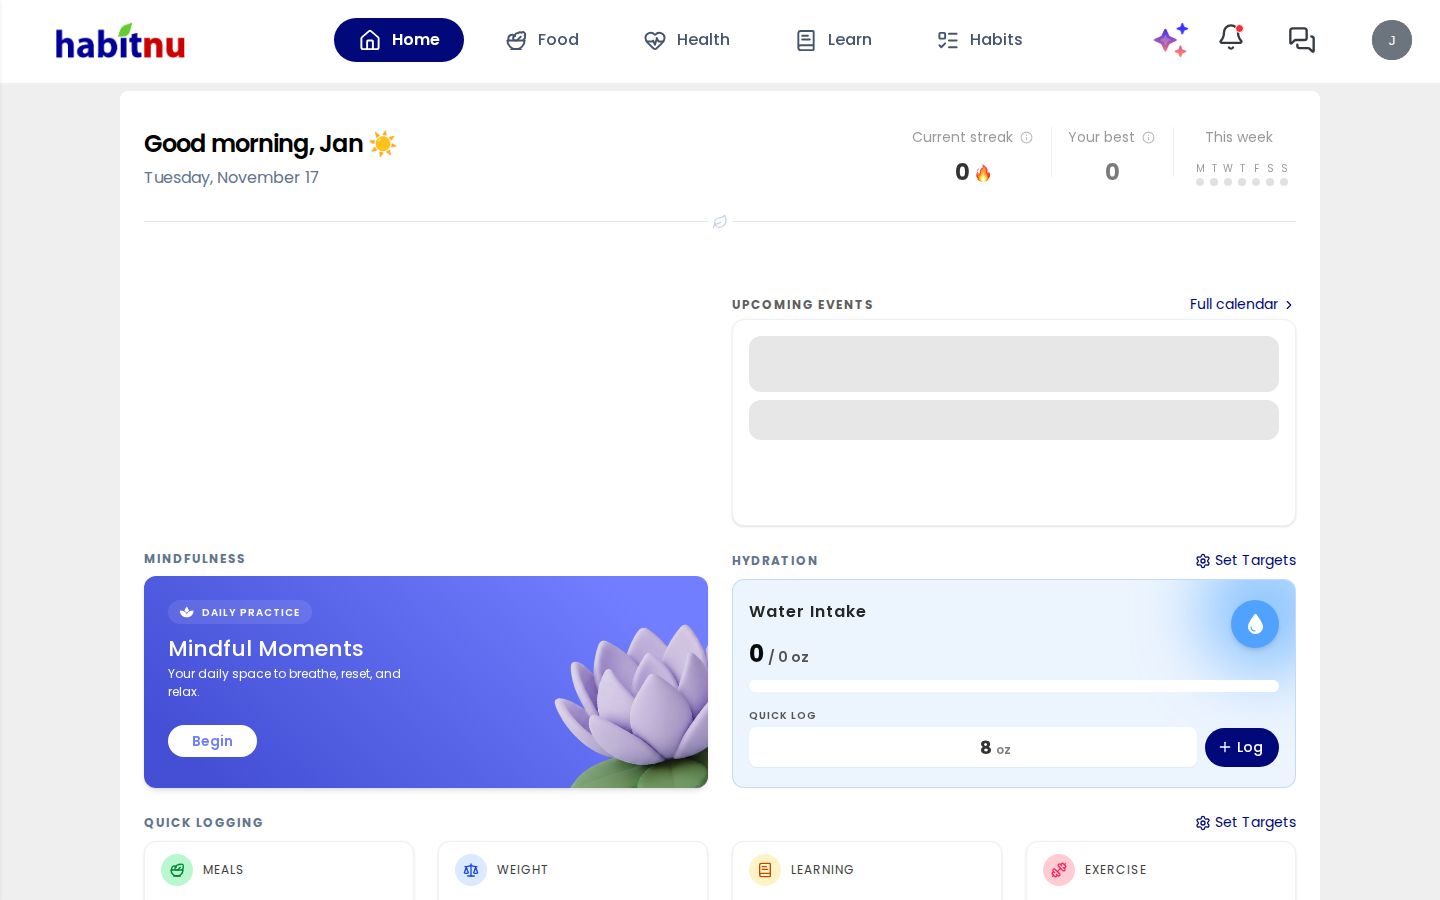 habitnu
Home
Food
Health
Learn
Habits
J
Good morning, Jan ☀️
Tuesday, November 17
Current streak
0 🔥
Your best
0
This week
M T W T F S S
UPCOMING EVENTS
Full calendar
MINDFULNESS
DAILY PRACTICE
Mindful Moments
Your daily space to breathe, reset, and
relax.
Begin
HYDRATION
Set Targets
Water Intake
0 / 0 oz
QUICK LOG
8 oz
+ Log
QUICK LOGGING
Set Targets
MEALS
WEIGHT
LEARNING
EXERCISE